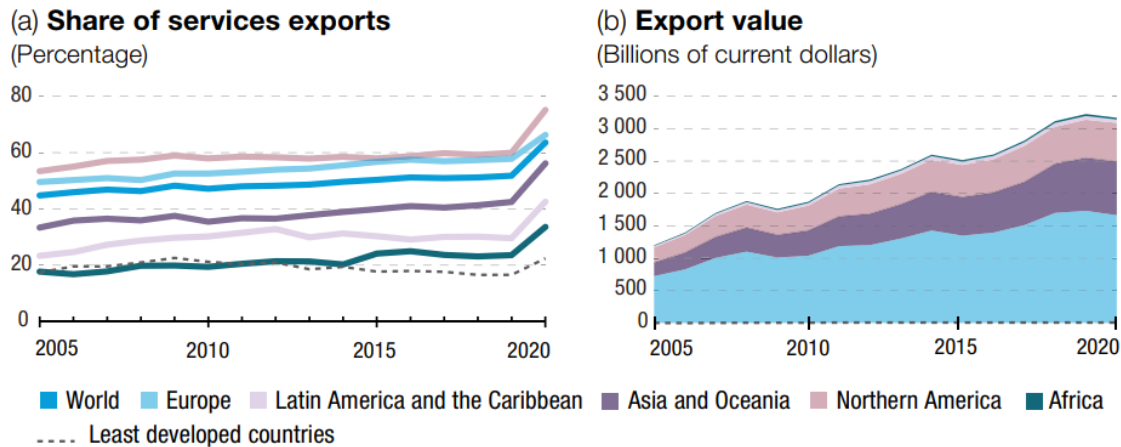 (a) Share of services exports
(Percentage)
80
60
40
20
0
2005 2010 2015 2020
(b) Export value
(Billions of current dollars)
3 500
3 000
2 500
2 000
1 500
1 000
500
0
2005 2010 2015 2020
World Europe Latin America and the Caribbean Asia and Oceania Northern America Africa
Least developed countries